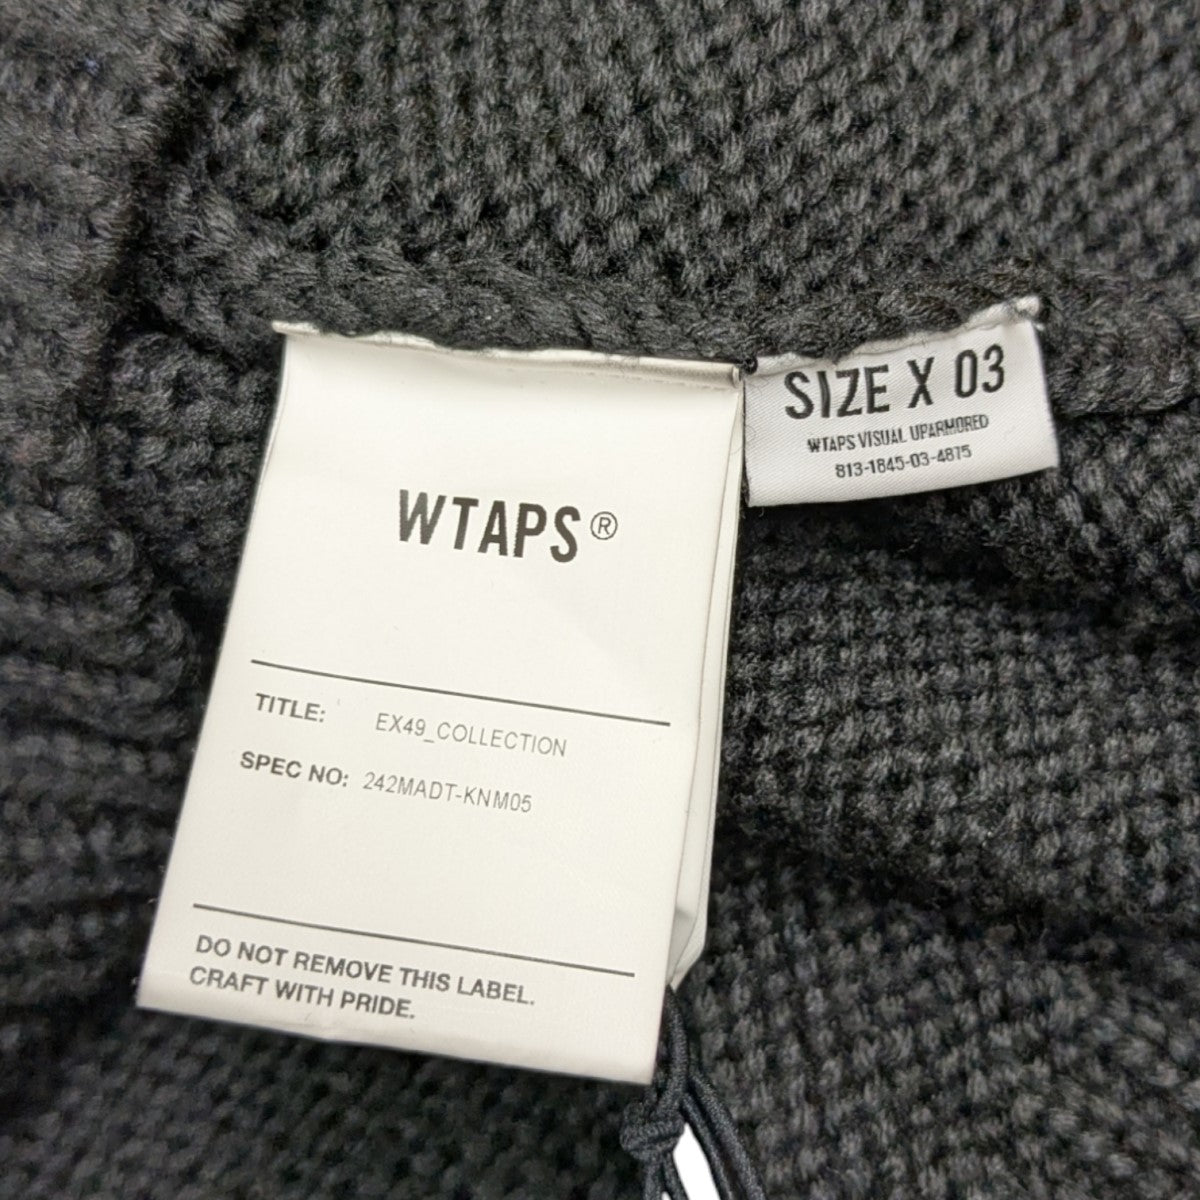 WTAPS®
TITLE: EX49_COLLECTION
SPEC NO: 242MADT-KNM05
DO NOT REMOVE THIS LABEL.
CRAFT WITH PRIDE.
SIZE X 03
WTAPS VISUAL UPARMORED
813-1845-03-4875